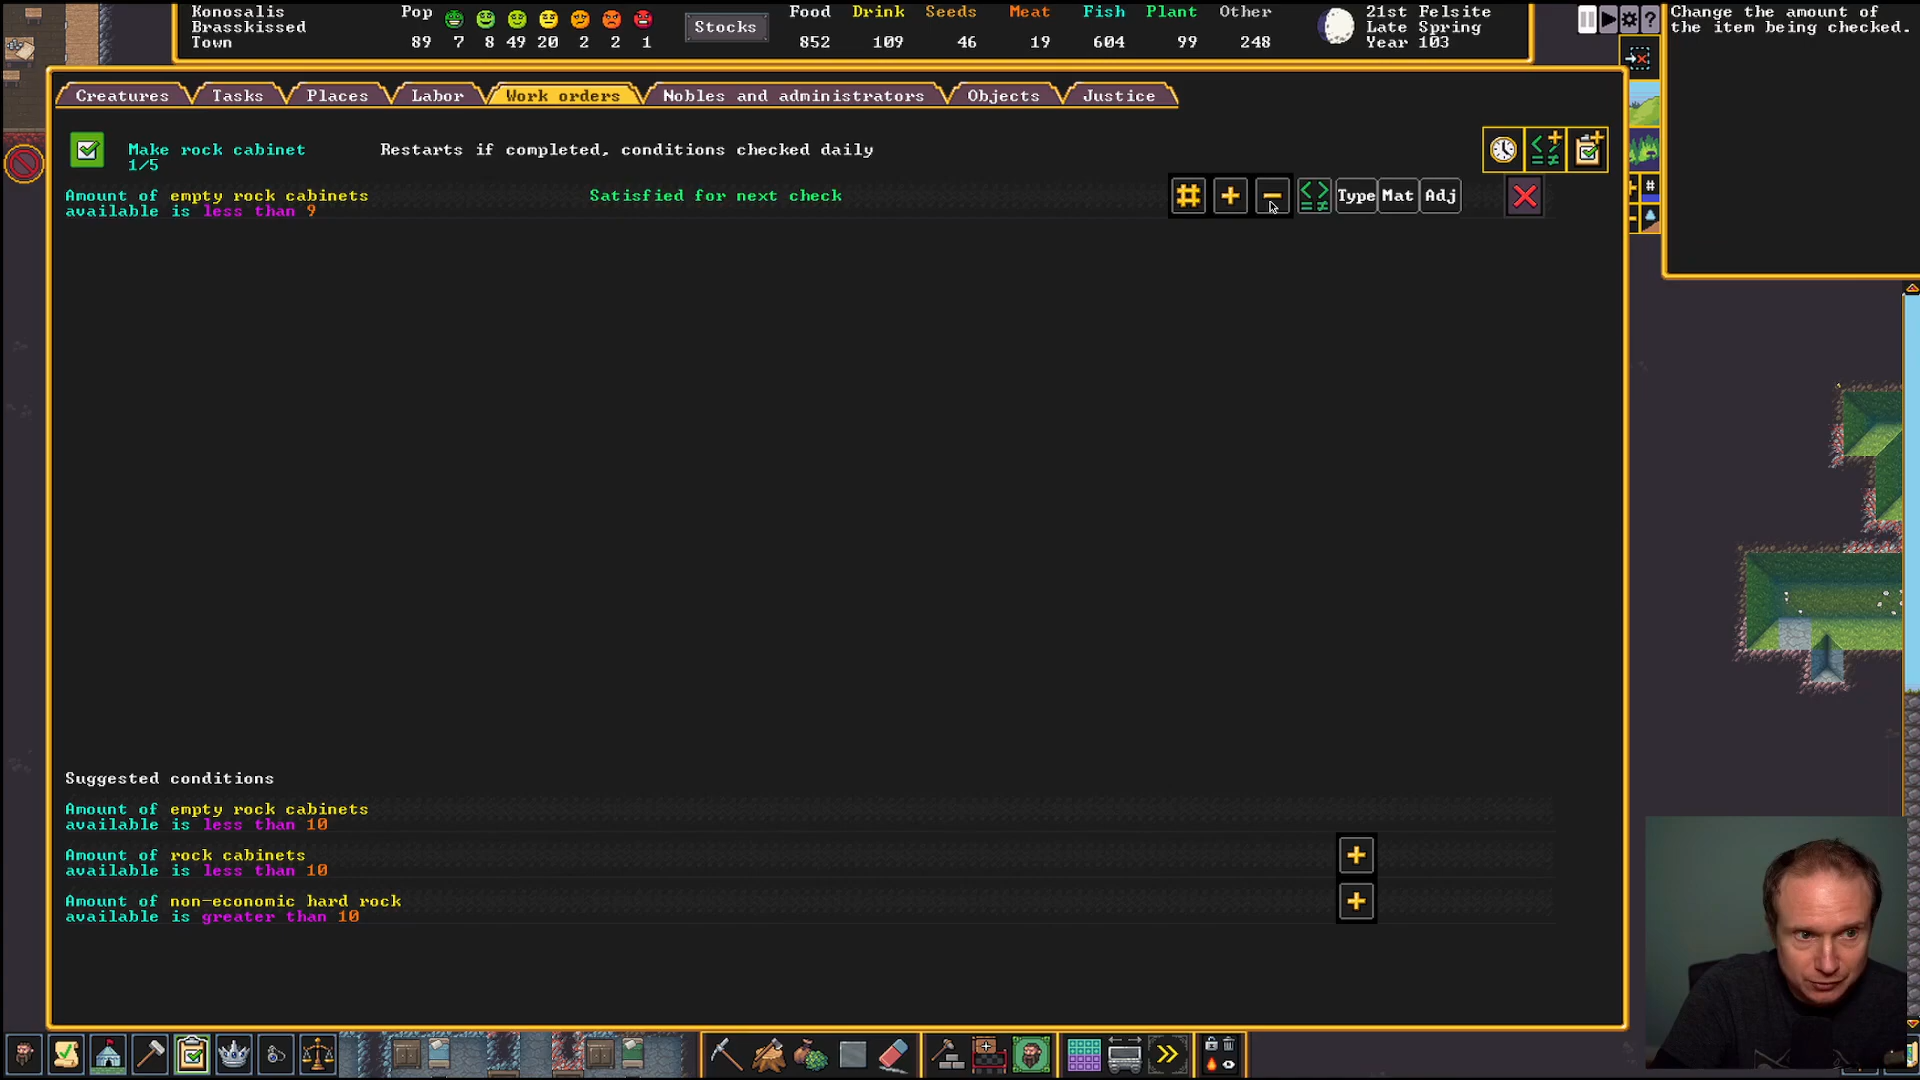 Konosalis
Brasskissed
Town
Pop
89 7 8 49 20 2 2 1
Stocks
Food Drink Seeds Meat Fish Plant Other
852 109 46 19 604 99 248
21st Felsite
Late Spring
Year 103
?
Change the amount of
the item being checked.
Creatures Tasks Places Labor Work orders Nobles and administrators Objects Justice
Make rock cabinet Restarts if completed, conditions checked daily
1/5
Amount of empty rock cabinets Satisfied for next check
available is less than 9
# + - Type Mat Adj
Suggested conditions
Amount of empty rock cabinets
available is less than 10
Amount of rock cabinets
available is less than 10
+
Amount of non-economic hard rock
available is greater than 10
+